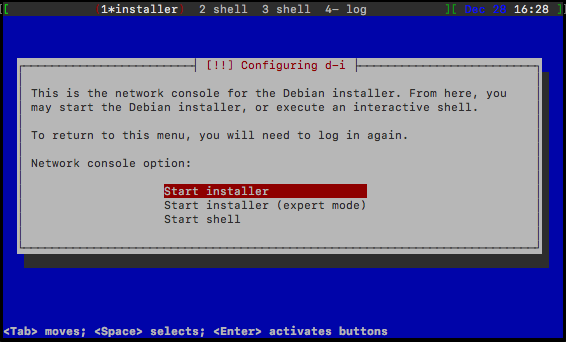 [ (1*installer) 2 shell 3 shell 4- log ][ Dec 16:28 ]
[!!] Configuring d-i
This is the network console for the Debian installer. From here, you
may start the Debian installer, or execute an interactive shell.
To return to this menu, you will need to log in again.
Network console option:
Start installer
Start installer (expert mode)
Start shell
<Tab> moves; <Space> selects; <Enter> activates buttons